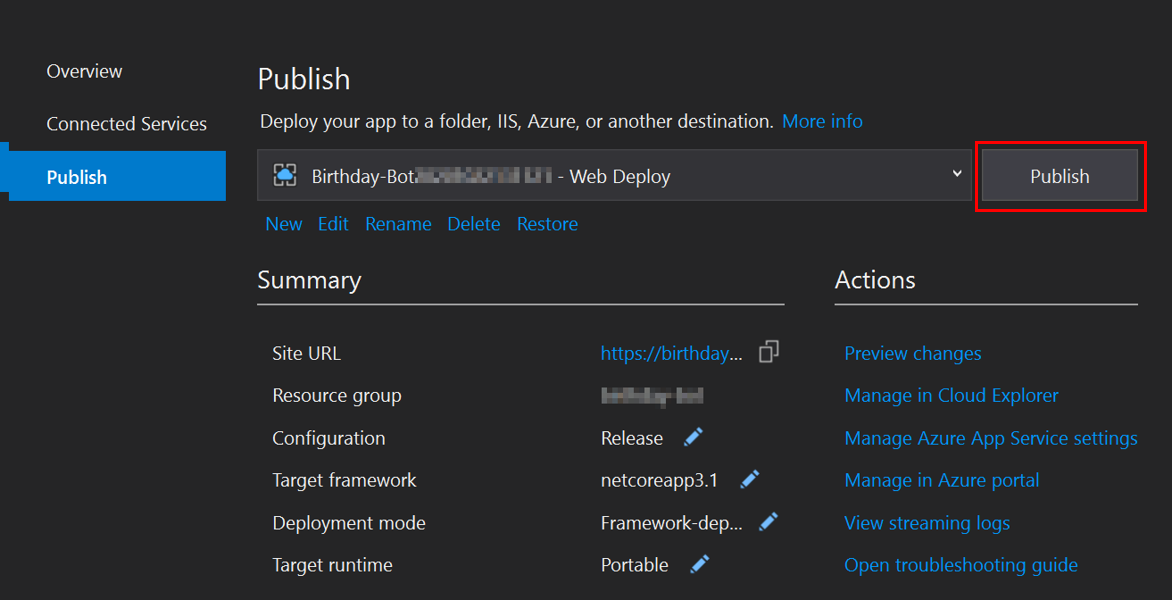 Overview
Connected Services
Publish
Publish
Deploy your app to a folder, IIS, Azure, or another destination. More info
Birthday-Bot - Web Deploy
Publish
New Edit Rename Delete Restore
Summary
Site URL https://birthday...
Resource group
Configuration Release
Target framework netcoreapp3.1
Deployment mode Framework-dep...
Target runtime Portable
Actions
Preview changes
Manage in Cloud Explorer
Manage Azure App Service settings
Manage in Azure portal
View streaming logs
Open troubleshooting guide